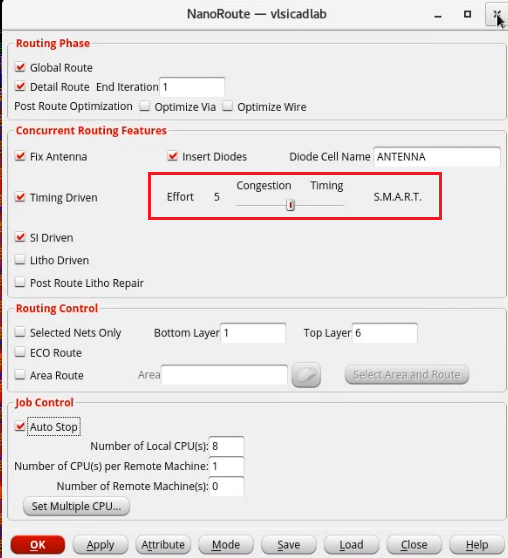 NanoRoute — vlsicadlab
Routing Phase
Global Route
Detail Route End Iteration 1
Post Route Optimization Optimize Via Optimize Wire
Concurrent Routing Features
Fix Antenna Insert Diodes Diode Cell Name ANTENNA
Congestion Timing
Timing Driven Effort 5 S.M.A.R.T.
SI Driven
Litho Driven
Post Route Litho Repair
Routing Control
Selected Nets Only Bottom Layer 1 Top Layer 6
ECO Route
Area Route Area Select Area and Route
Job Control
Auto Stop
Number of Local CPU(s): 8
Number of CPU(s) per Remote Machine: 1
Number of Remote Machine(s): 0
Set Multiple CPU...
OK Apply Attribute Mode Save Load Close Help